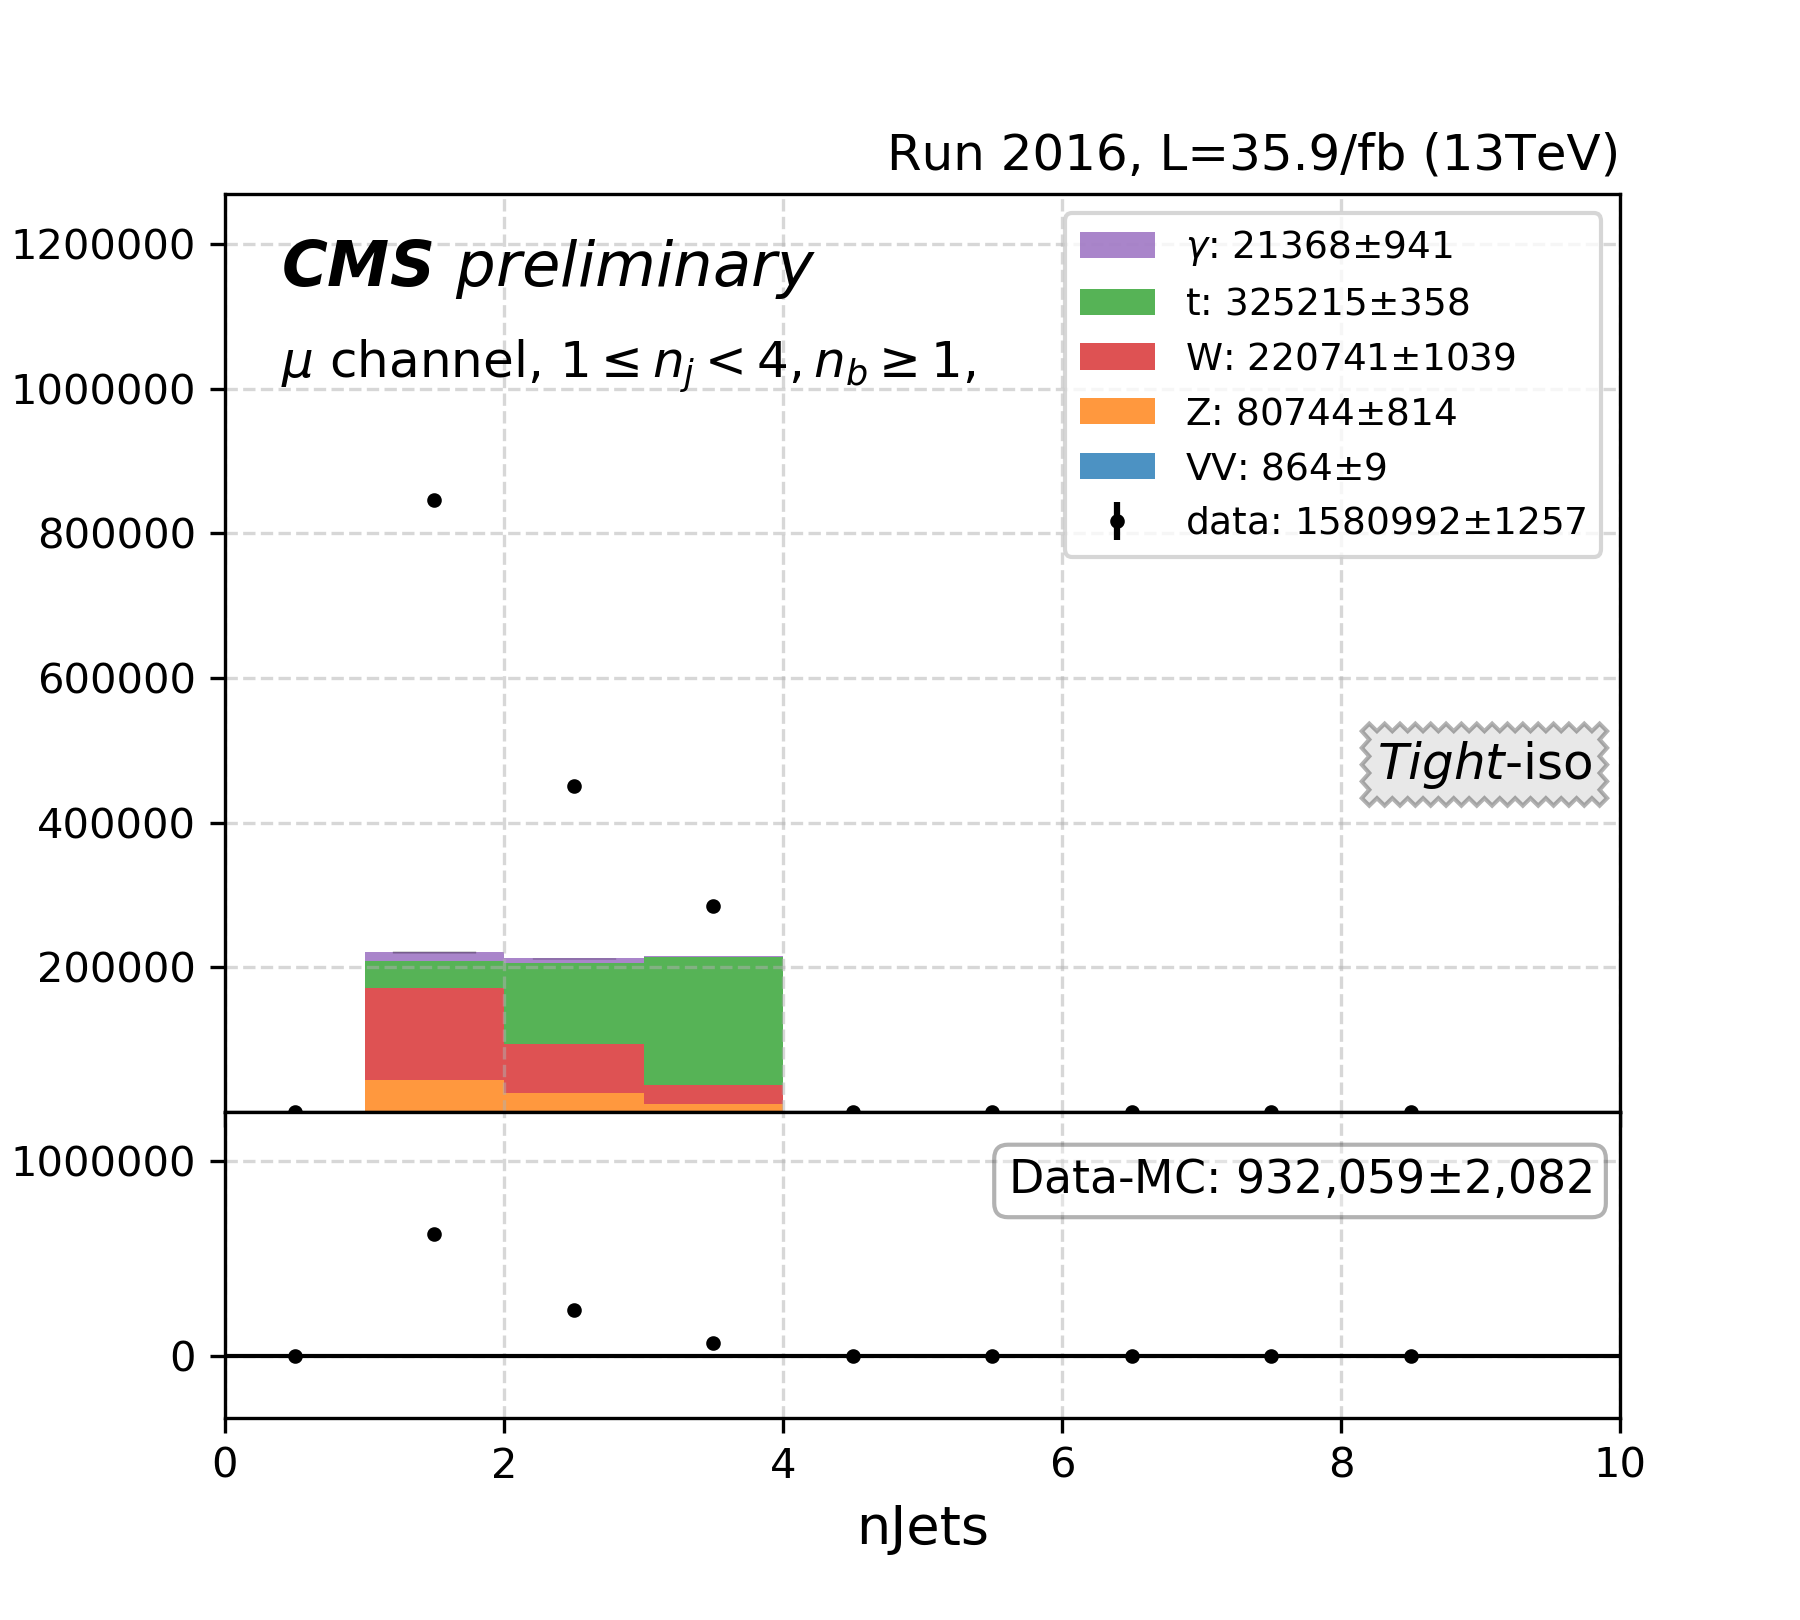 Run 2016, L=35.9/fb (13TeV)
CMS preliminary
μ channel, 1 ≤ n_j < 4, n_b ≥ 1,
γ: 21368±941
t: 325215±358
W: 220741±1039
Z: 80744±814
VV: 864±9
data: 1580992±1257
1200000
1000000
800000
600000
400000
200000
Tight-iso
Data-MC: 932,059±2,082
1000000
0
0 2 4 6 8 10
nJets